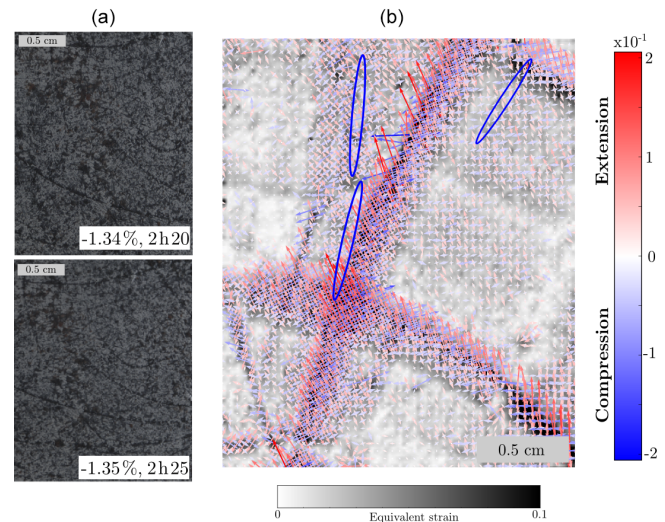 (a)
(b)
0.5 cm
-1.34%, 2h20
0.5 cm
-1.35%, 2h25
0.5 cm
0
0.1
Equivalent strain
x10⁻¹
2
1
0
-1
-2
Extension
Compression